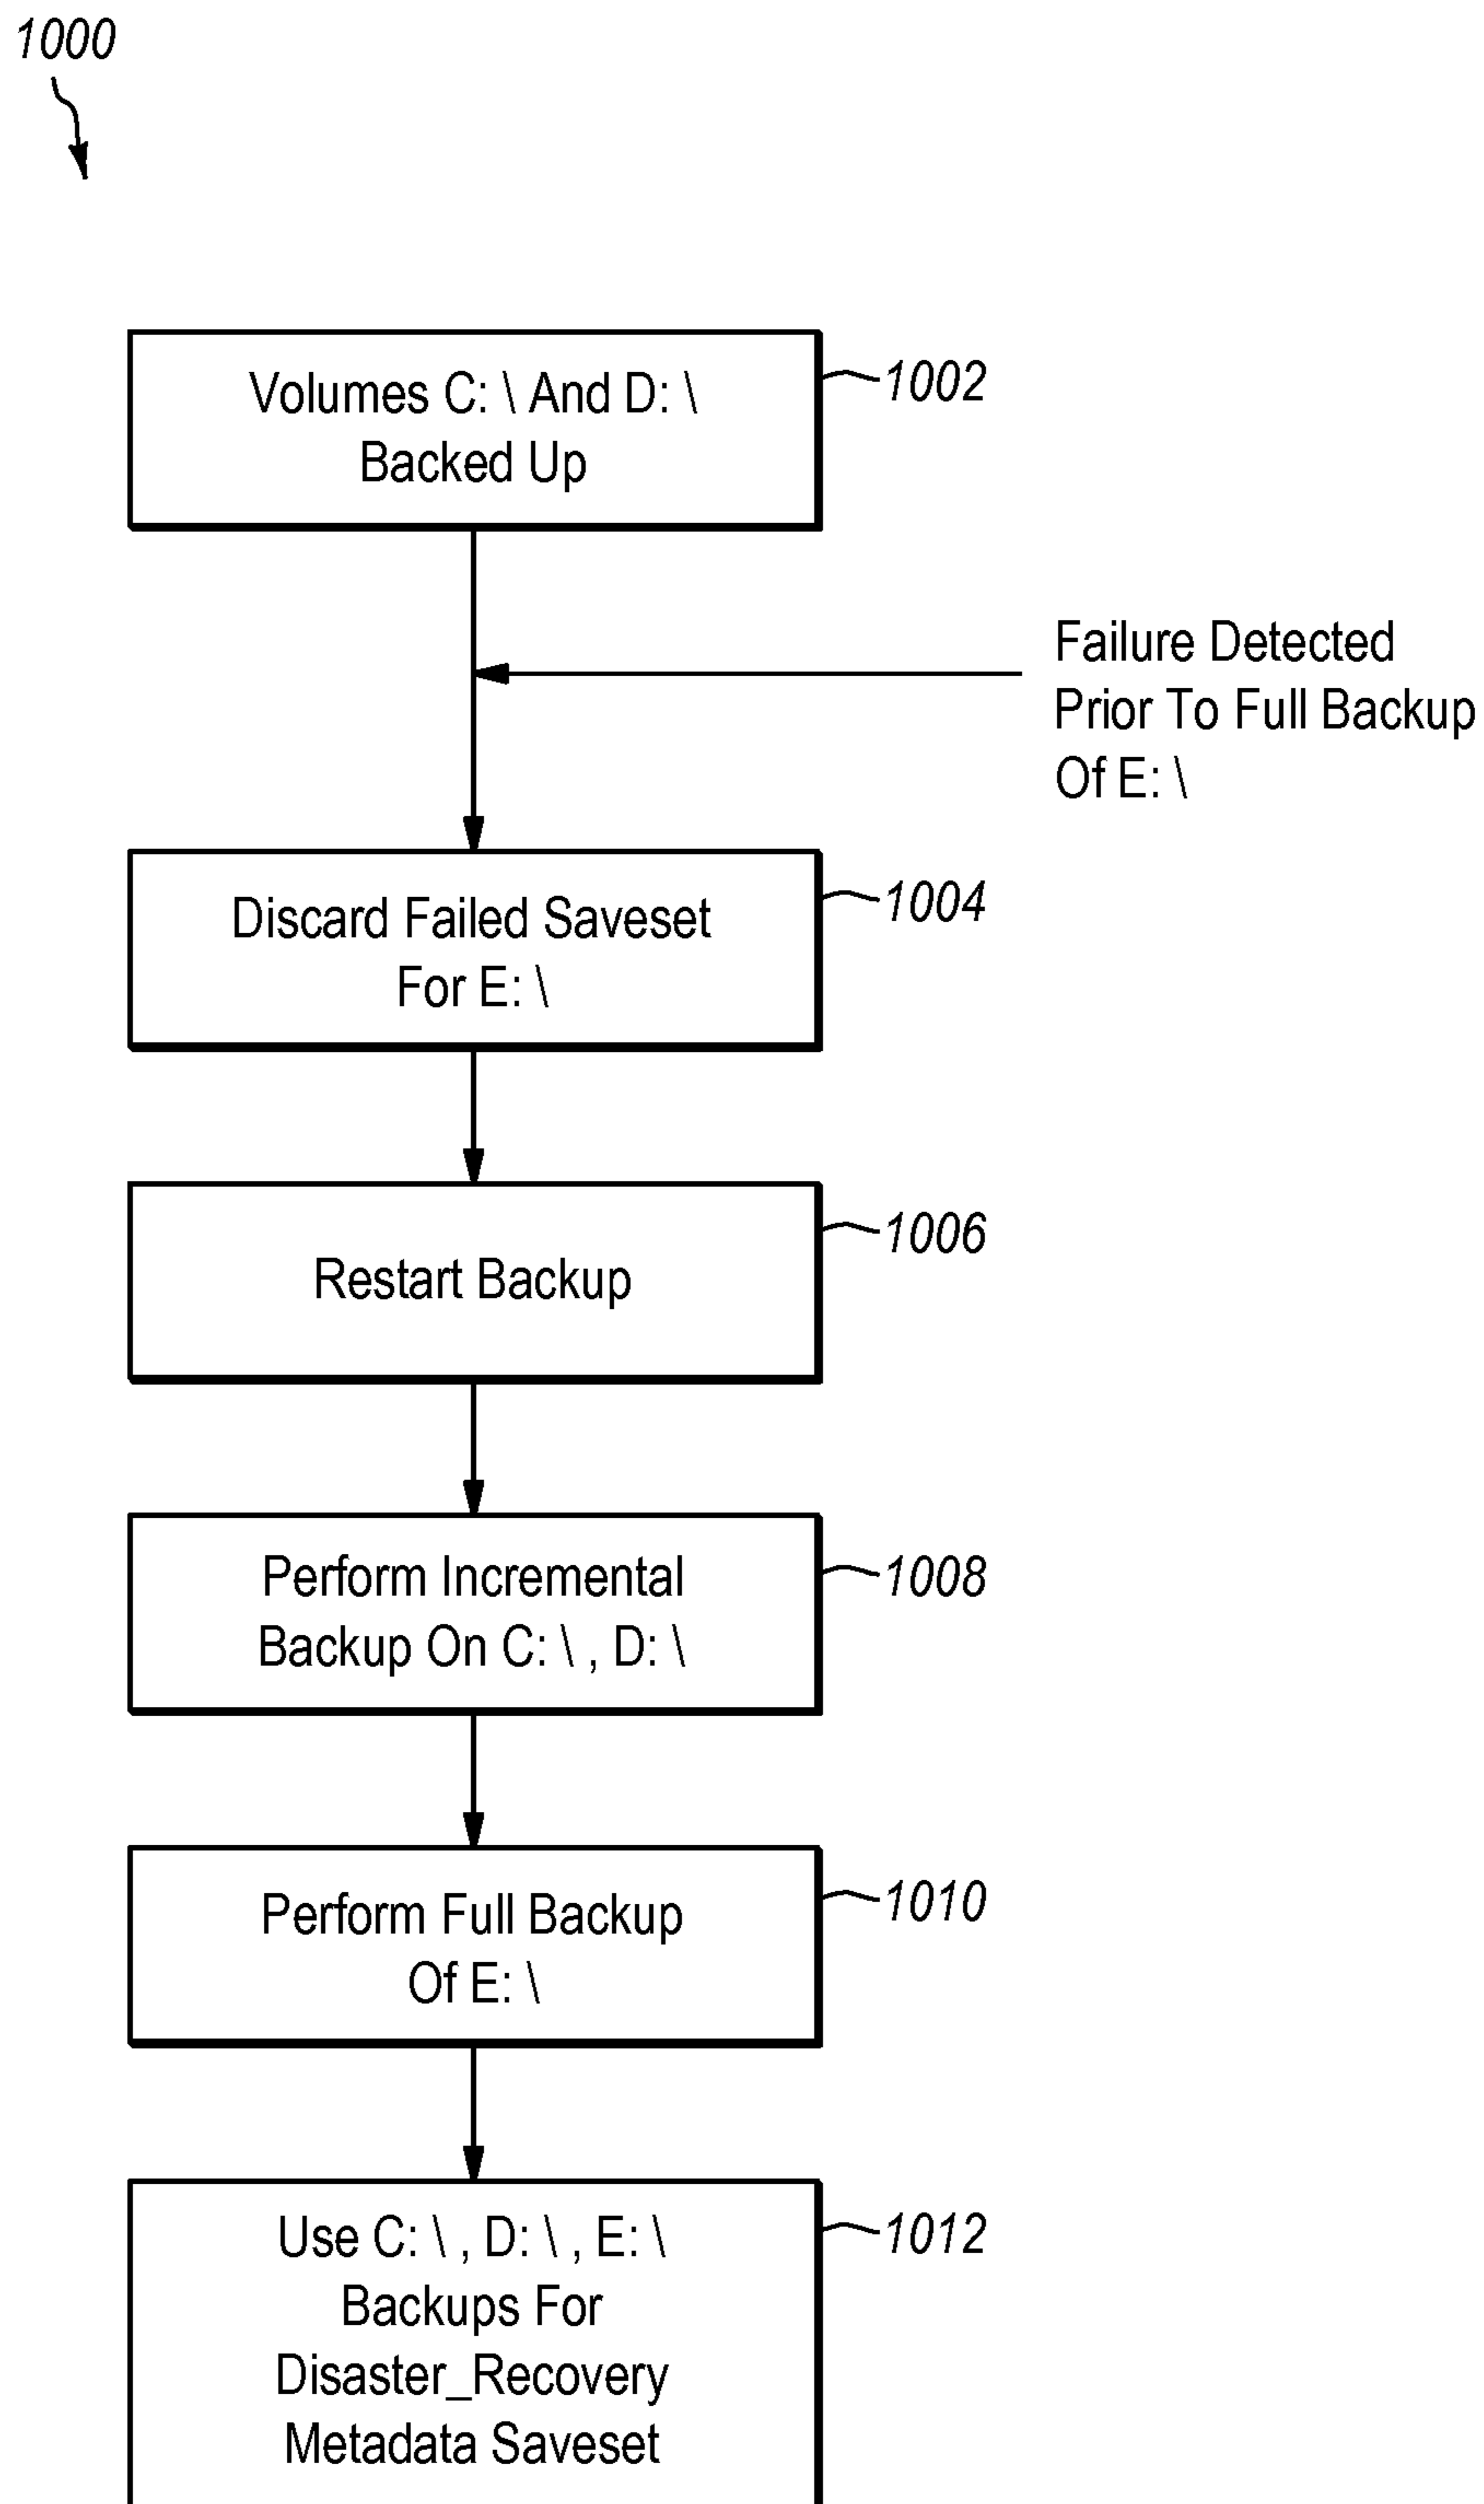 1000
Volumes C: \ And D: \
Backed Up
1002
Failure Detected
Prior To Full Backup
Of E: \
Discard Failed Saveset
For E: \
1004
Restart Backup
1006
Perform Incremental
Backup On C: \ , D: \
1008
Perform Full Backup
Of E: \
1010
Use C: \ , D: \ , E: \
Backups For
Disaster_Recovery
Metadata Saveset
1012